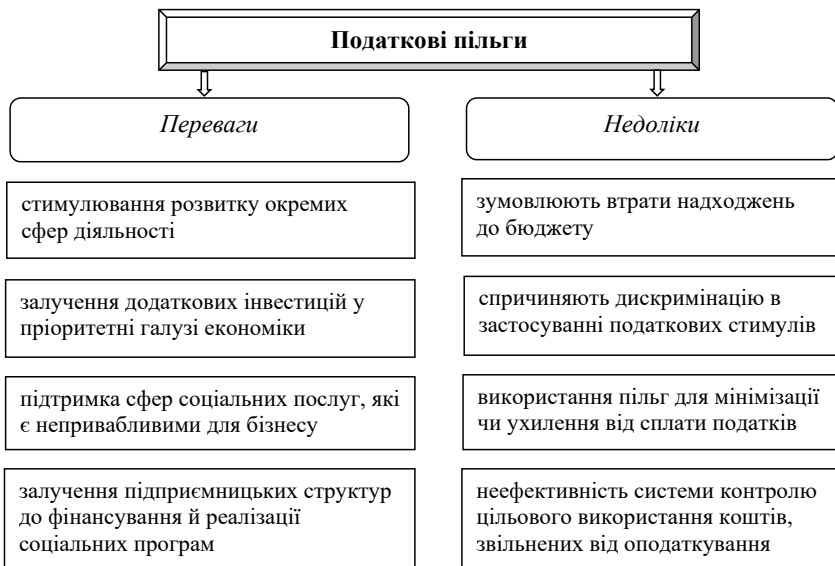 Податкові пільги
Переваги
Недоліки
стимулювання розвитку окремих
сфер діяльності
залучення додаткових інвестицій у
пріоритетні галузі економіки
підтримка сфер соціальних послуг, які
є непривабливими для бізнесу
залучення підприємницьких структур
до фінансування й реалізації
соціальних програм
зумовлюють втрати надходжень
до бюджету
спричиняють дискримінацію в
застосуванні податкових стимулів
використання пільг для мінімізації
чи ухилення від сплати податків
неефективність системи контролю
цільового використання коштів,
звільнених від оподаткування